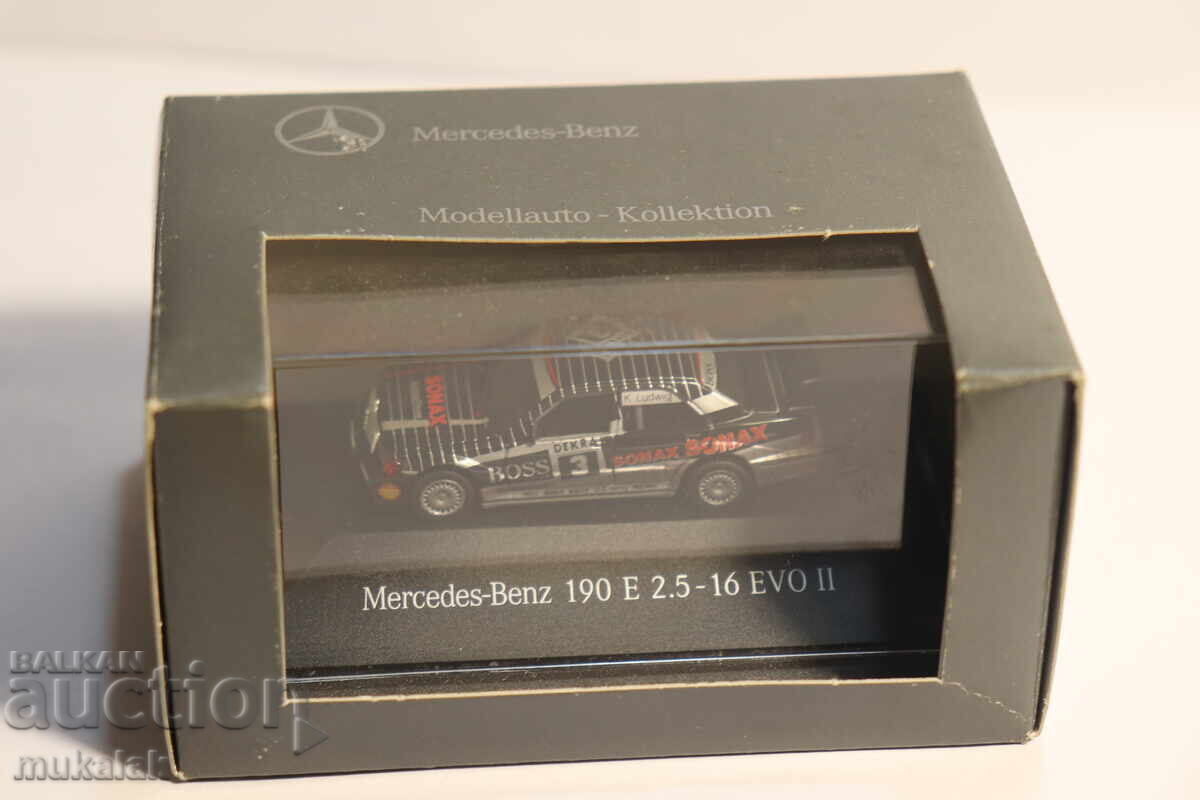 Mercedes-Benz
Modellauto - Kollektion
SONAX
K. Ludwig
DEKRA
BOSS 3 SONAX SONAX
Mercedes-Benz 190 E 2.5 - 16 EVO II
BALKAN
auction
mukalak